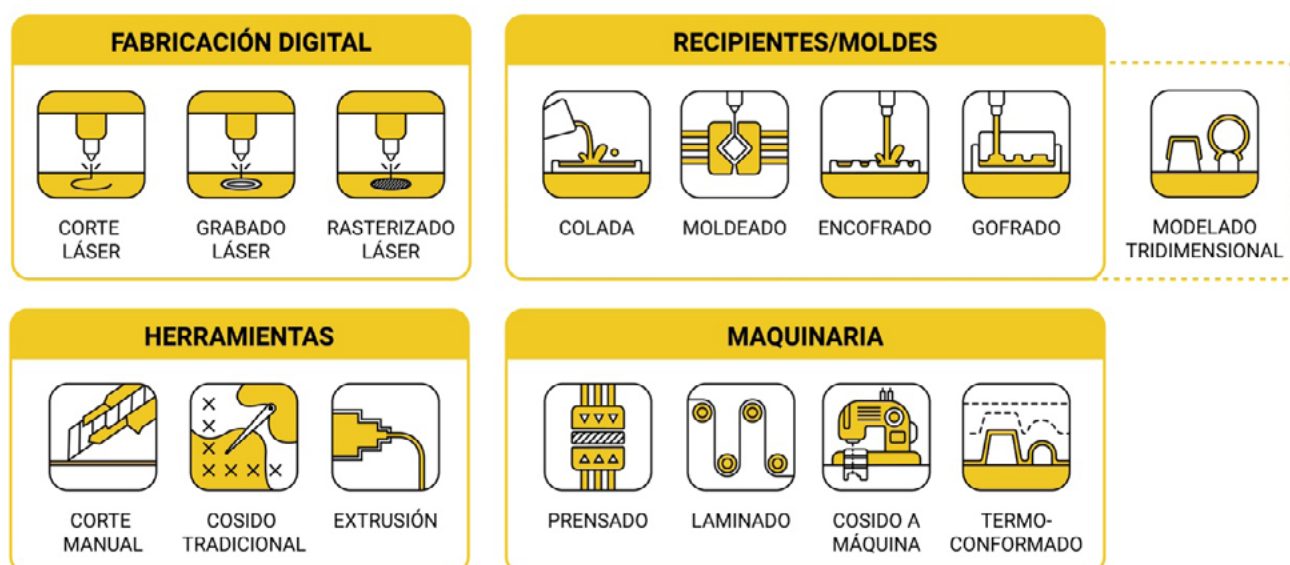 FABRICACIÓN DIGITAL
CORTE
LÁSER
GRABADO
LÁSER
RASTERIZADO
LÁSER
RECIPIENTES/MOLDES
COLADA
MOLDEADO
ENCOFRADO
GOFRADO
MODELADO
TRIDIMENSIONAL
HERRAMIENTAS
CORTE
MANUAL
COSIDO
TRADICIONAL
EXTRUSIÓN
MAQUINARIA
PRENSADO
LAMINADO
COSIDO A
MÁQUINA
TERMO-
CONFORMADO